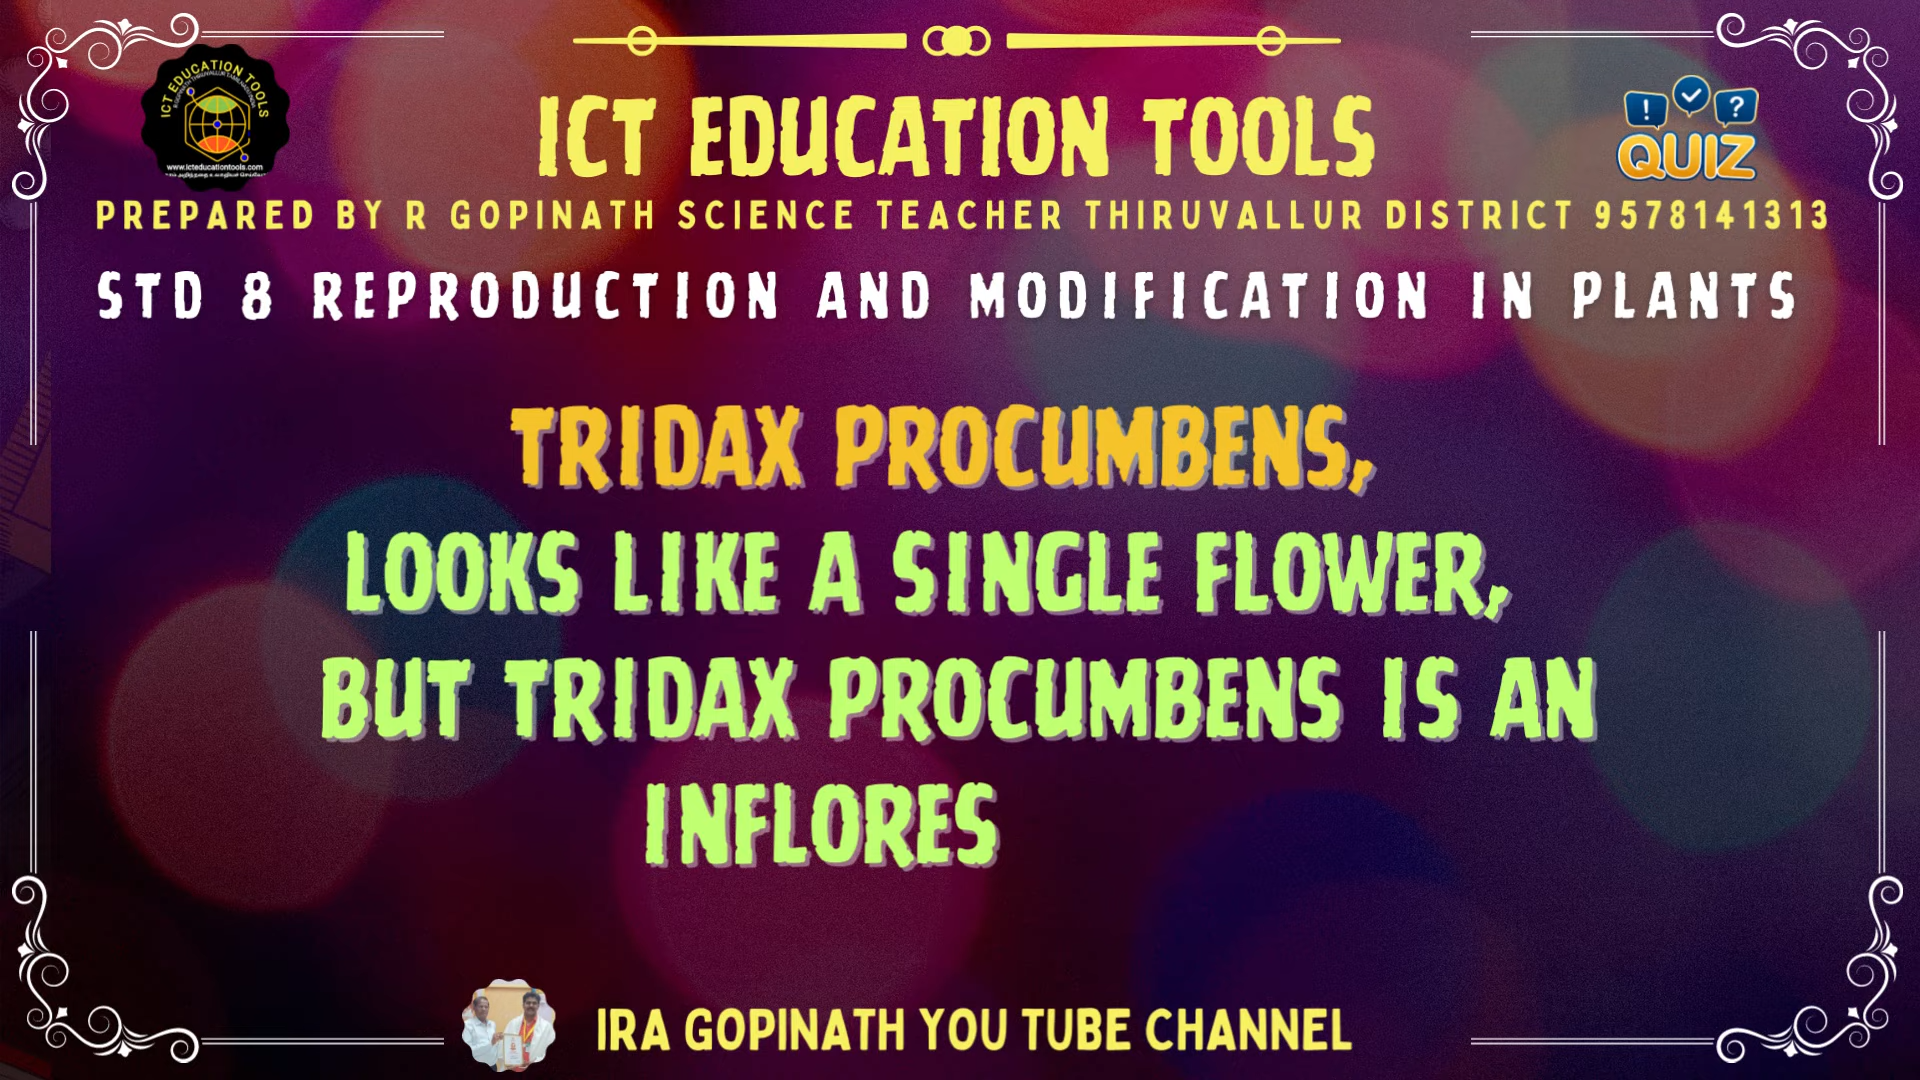 ICT EDUCATION TOOLS
www.icteducationtools.com
! ?
QUIZ
ICT EDUCATION TOOLS
PREPARED BY R GOPINATH SCIENCE TEACHER THIRUVALLUR DISTRICT 9578141313
STD 8 REPRODUCTION AND MODIFICATION IN PLANTS
TRIDAX PROCUMBENS,
LOOKS LIKE A SINGLE FLOWER,
BUT TRIDAX PROCUMBENS IS AN
INFLORES
IRA GOPINATH YOU TUBE CHANNEL